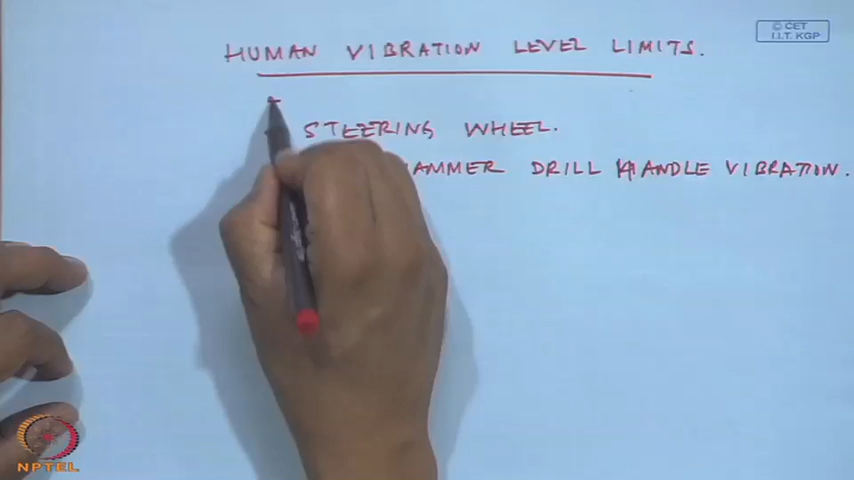 © CET
I.I.T. KGP
HUMAN VIBRATION LEVEL LIMITS.
STEERING WHEEL.
AMMER DRILL HANDLE VIBRATION.
NPTEL